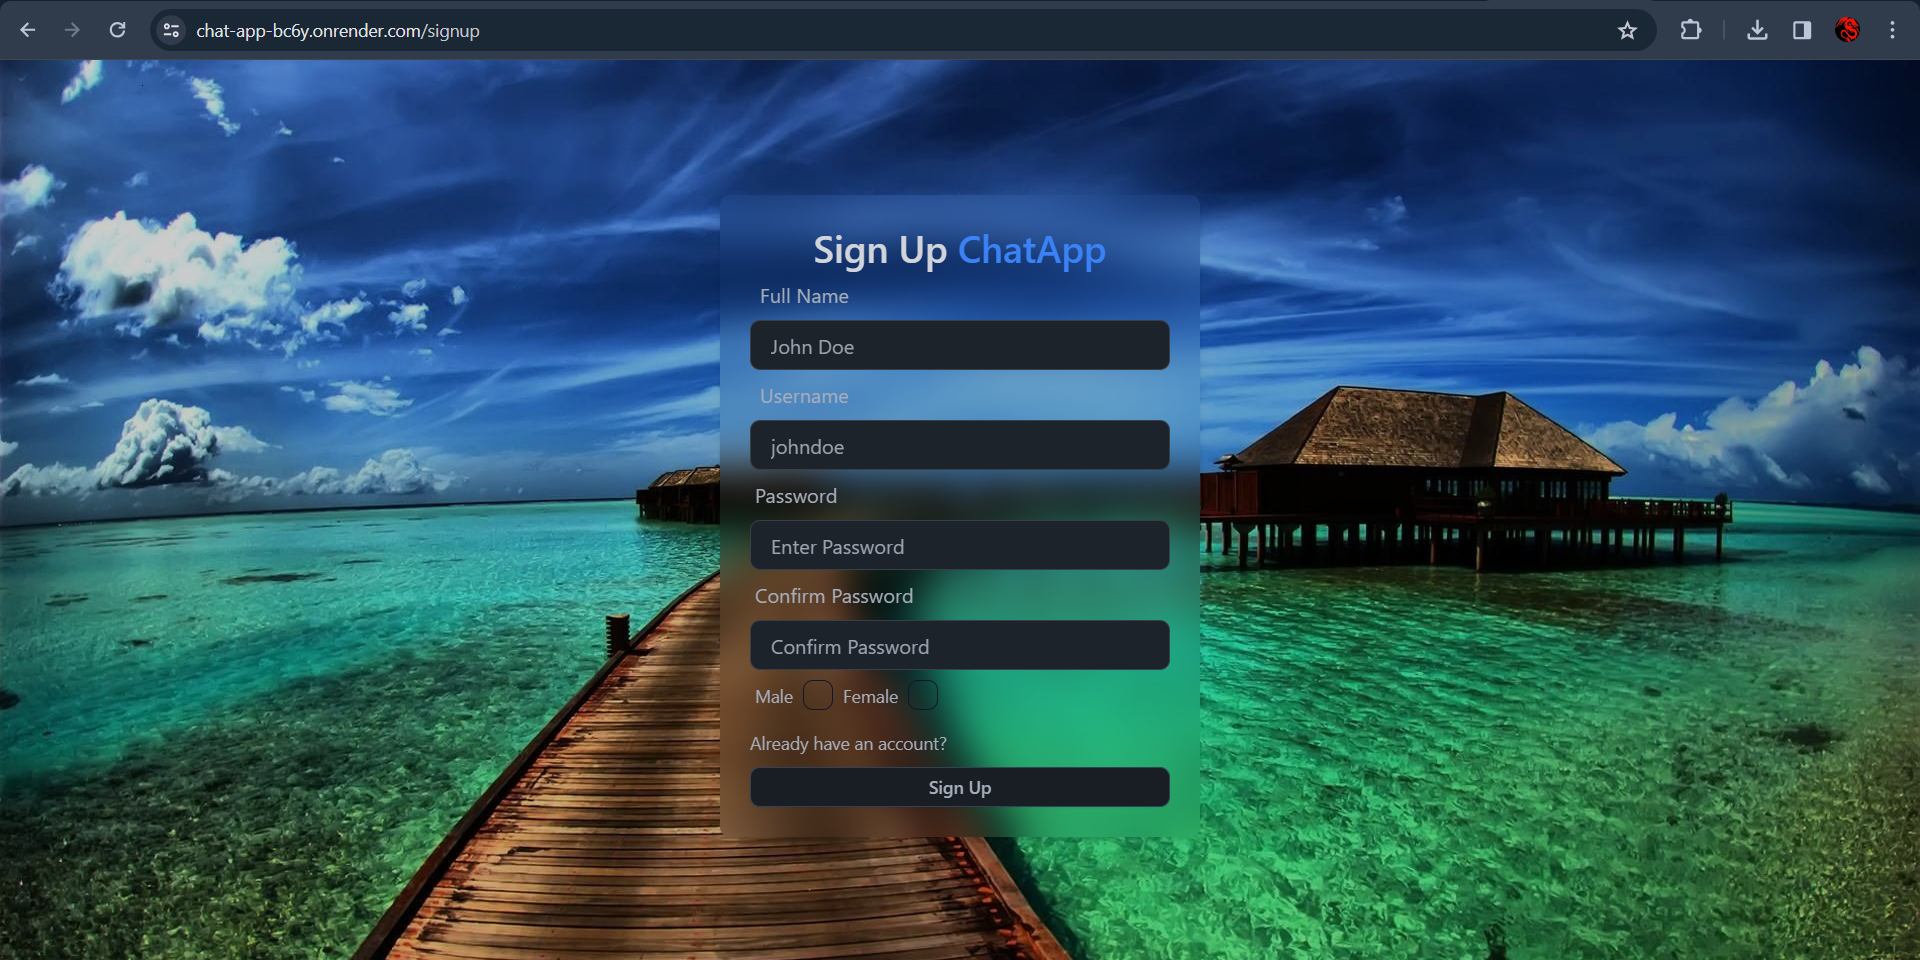 chat-app-bc6y.onrender.com/signup
Sign Up ChatApp
Full Name
John Doe
Username
johndoe
Password
Enter Password
Confirm Password
Confirm Password
Male Female
Already have an account?
Sign Up